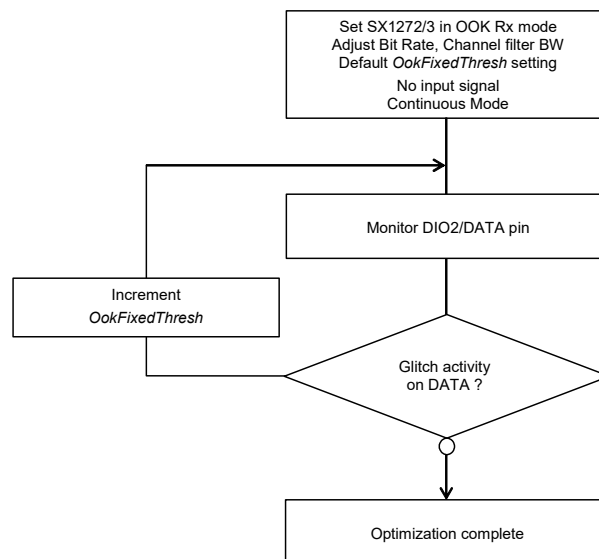 Set SX1272/3 in OOK Rx mode
Adjust Bit Rate, Channel filter BW
Default OokFixedThresh setting
No input signal
Continuous Mode
Monitor DIO2/DATA pin
Increment
OokFixedThresh
Glitch activity
on DATA ?
Optimization complete